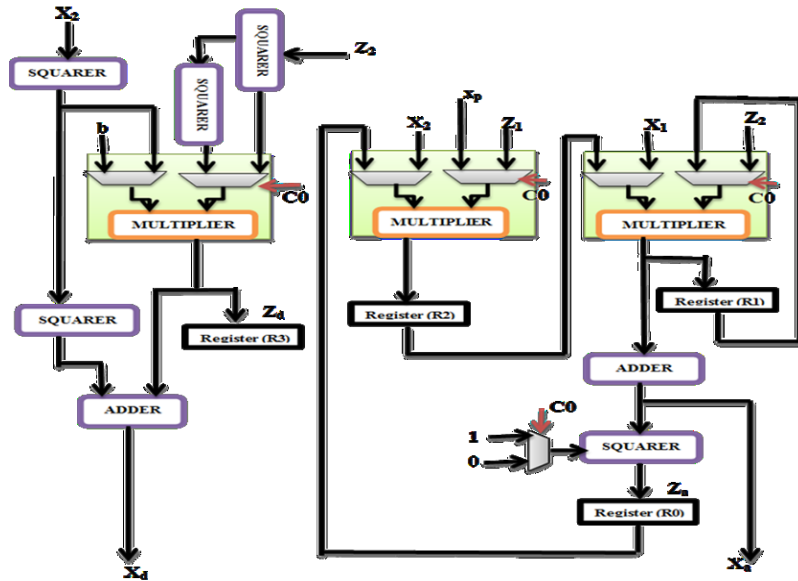 X2
SQUARER
SQUARER
SQUARER
Z2
b
C0
MULTIPLIER
SQUARER
Zd
Register (R3)
ADDER
Xd
X2
xp
Z1
C0
MULTIPLIER
Register (R2)
X1
Z2
C0
MULTIPLIER
Register (R1)
ADDER
C0
1
0
SQUARER
Za
Register (R0)
Xa